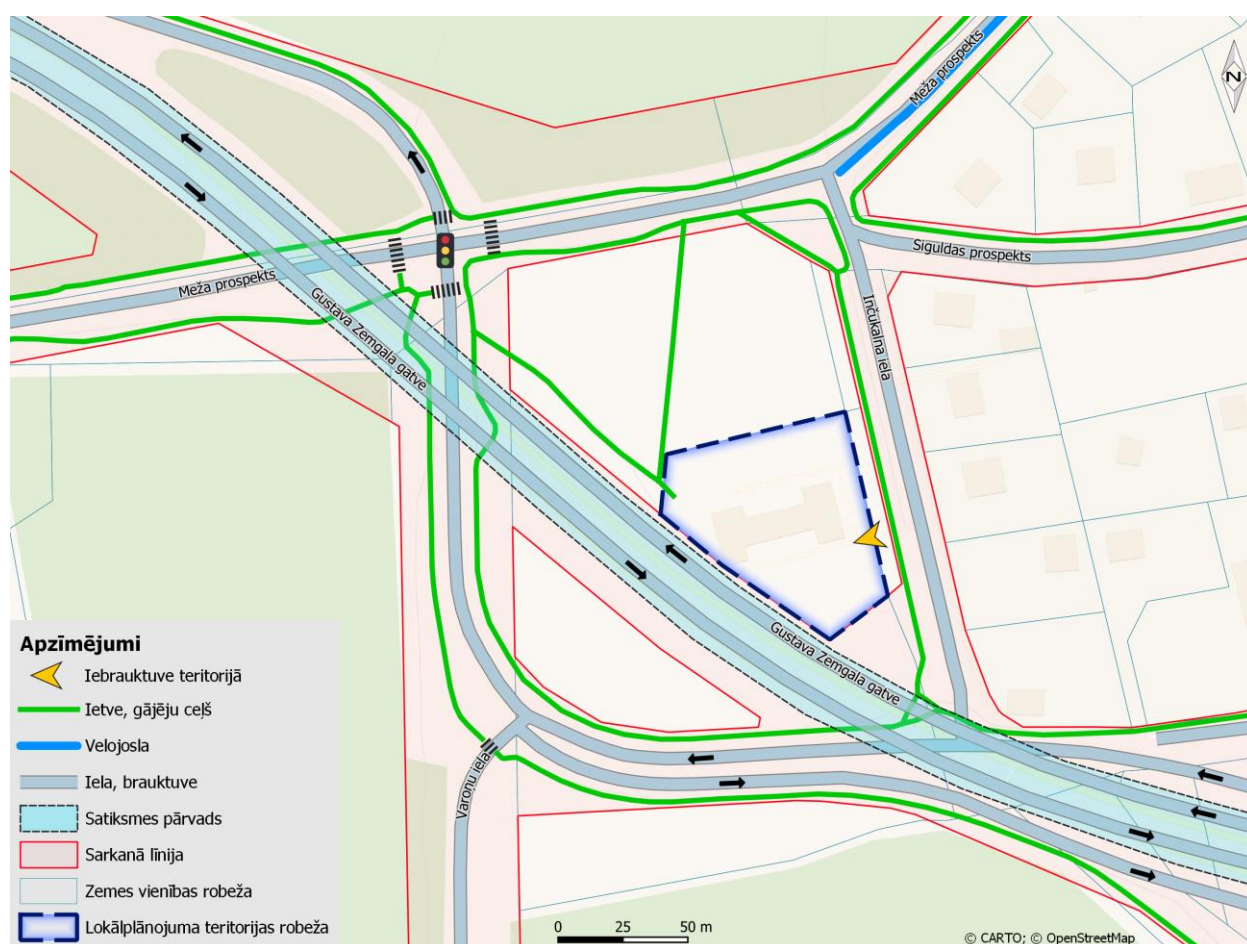 Meža prospekts
Z
Siguldas prospekts
Meža prospekts
Gustava Zemgala gatve
Inčukalna iela
Gustava Zemgala gatve
Varoņu iela
Apzīmējumi
Iebrauktuve teritorijā
Ietve, gājēju ceļš
Velojosla
Iela, brauktuve
Satiksmes pārvads
Sarkanā līnija
Zemes vienības robeža
Lokālplānojuma teritorijas robeža
0 25 50 m
© CARTO; © OpenStreetMap